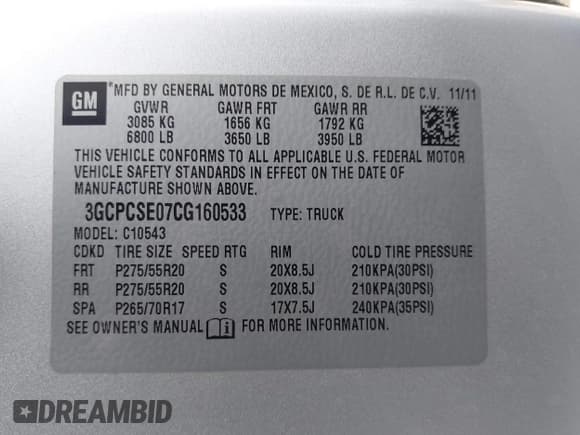 GM
*MFD BY GENERAL MOTORS DE MEXICO, S. DE R.L. DE C.V. 11/11
GVWR GAWR FRT GAWR RR
3085 KG 1656 KG 1792 KG
6800 LB 3650 LB 3950 LB
THIS VEHICLE CONFORMS TO ALL APPLICABLE U.S. FEDERAL MOTOR
VEHICLE SAFETY STANDARDS IN EFFECT ON THE DATE OF
MANUFACTURE SHOWN ABOVE.
3GCPCSE07CG160533 TYPE: TRUCK
MODEL: C10543
CDKD TIRE SIZE SPEED RTG RIM COLD TIRE PRESSURE
FRT P275/55R20 S 20X8.5J 210KPA(30PSI)
RR P275/55R20 S 20X8.5J 210KPA(30PSI)
SPA P265/70R17 S 17X7.5J 240KPA(35PSI)
SEE OWNER'S MANUAL i FOR MORE INFORMATION.
DREAMBID